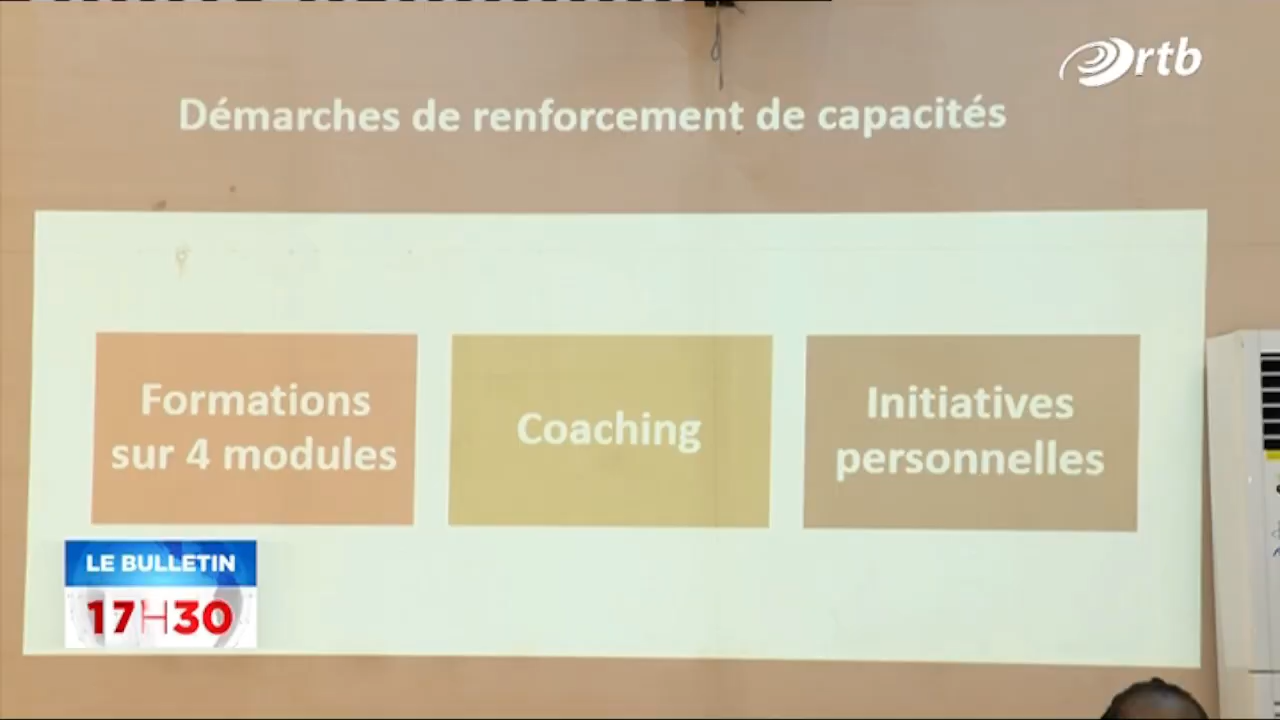 rtb
Démarches de renforcement de capacités
Formations
sur 4 modules
Coaching
Initiatives
personnelles
LE BULLETIN
17H30